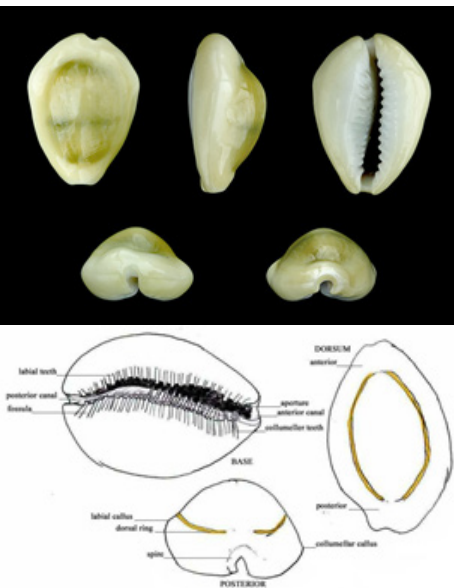 labial teeth
posterior canal
fossula
aperture
anterior canal
collumeller teeth
BASE
DORSUM
anterior
posterior
labial callus
dorsal ring
spire
collumellar callus
POSTERIOR